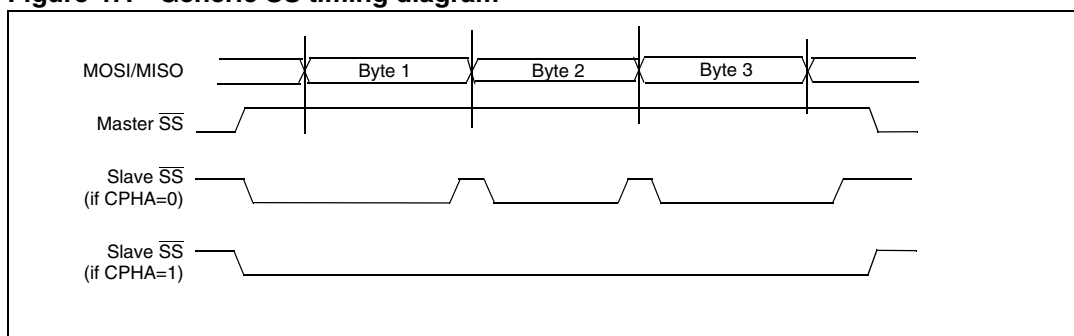 Figure 47. Generic SS timing diagram
MOSI/MISO
Byte 1
Byte 2
Byte 3
Master SS
Slave SS
(if CPHA=0)
Slave SS
(if CPHA=1)